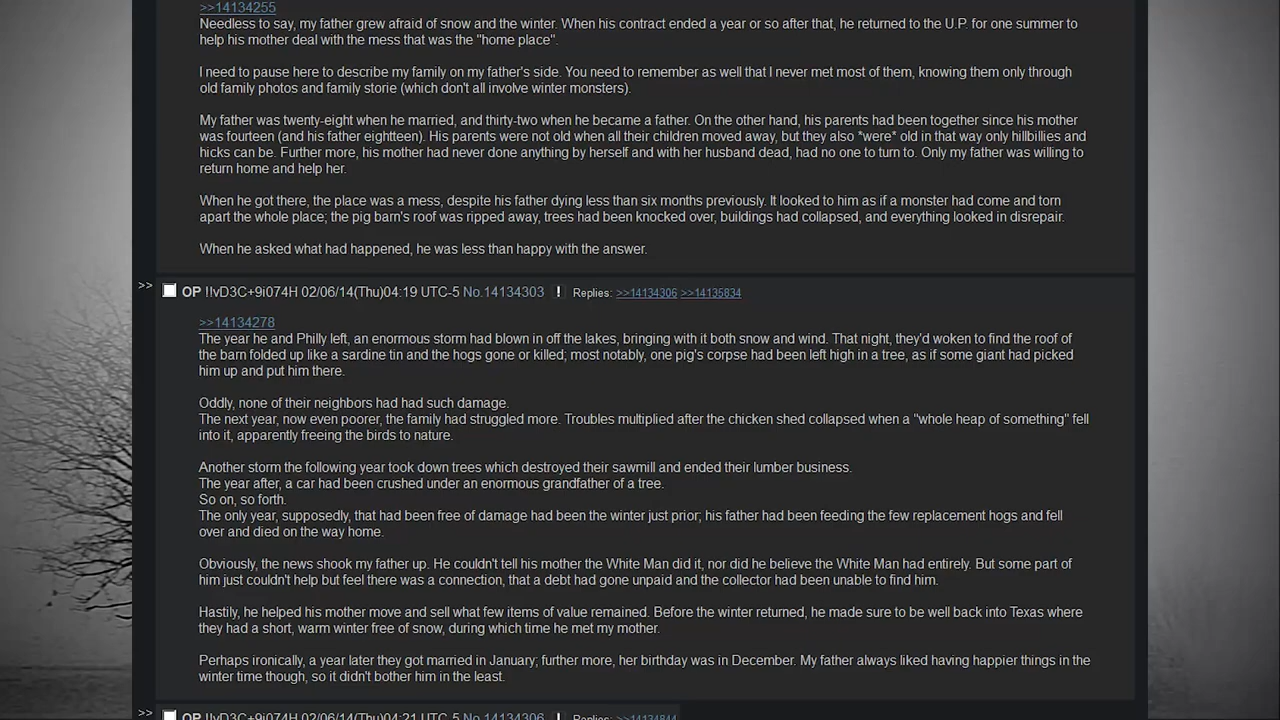 >>14134255
Needless to say, my father grew afraid of snow and the winter. When his contract ended a year or so after that, he returned to the U.P. for one summer to
help his mother deal with the mess that was the "home place".
I need to pause here to describe my family on my father's side. You need to remember as well that I never met most of them, knowing them only through
old family photos and family storie (which don't all involve winter monsters).
My father was twenty-eight when he married, and thirty-two when he became a father. On the other hand, his parents had been together since his mother
was fourteen (and his father eightteen). His parents were not old when all their children moved away, but they also *were* old in that way only hillbillies and
hicks can be. Further more, his mother had never done anything by herself and with her husband dead, had no one to turn to. Only my father was willing to
return home and help her.
When he got there, the place was a mess, despite his father dying less than six months previously. It looked to him as if a monster had come and torn
apart the whole place; the pig barn's roof was ripped away, trees had been knocked over, buildings had collapsed, and everything looked in disrepair.
When he asked what had happened, he was less than happy with the answer.
>> OP !!vD3C+9i074H 02/06/14(Thu)04:19 UTC-5 No.14134303 ! Replies: >>14134306 >>14135834
>>14134278
The year he and Philly left, an enormous storm had blown in off the lakes, bringing with it both snow and wind. That night, they'd woken to find the roof of
the barn folded up like a sardine tin and the hogs gone or killed; most notably, one pig's corpse had been left high in a tree, as if some giant had picked
him up and put him there.
Oddly, none of their neighbors had had such damage.
The next year, now even poorer, the family had struggled more. Troubles multiplied after the chicken shed collapsed when a "whole heap of something" fell
into it, apparently freeing the birds to nature.
Another storm the following year took down trees which destroyed their sawmill and ended their lumber business.
The year after, a car had been crushed under an enormous grandfather of a tree.
So on, so forth.
The only year, supposedly, that had been free of damage had been the winter just prior; his father had been feeding the few replacement hogs and fell
over and died on the way home.
Obviously, the news shook my father up. He couldn't tell his mother the White Man did it, nor did he believe the White Man had entirely. But some part of
him just couldn't help but feel there was a connection, that a debt had gone unpaid and the collector had been unable to find him.
Hastily, he helped his mother move and sell what few items of value remained. Before the winter returned, he made sure to be well back into Texas where
they had a short, warm winter free of snow, during which time he met my mother.
Perhaps ironically, a year later they got married in January; further more, her birthday was in December. My father always liked having happier things in the
winter time though, so it didn't bother him in the least.
>> OP !!vD3C+9i074H 02/06/14(Thu)04:21 UTC-5 No.14134306 ! Replies: >>14134844